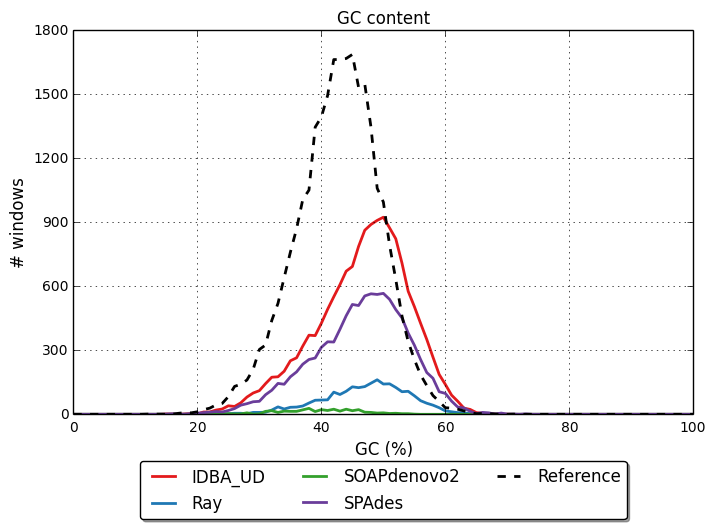 GC content
1800
1500
1200
900
600
300
0
# windows
0 20 40 60 80 100
GC (%)
IDBA_UD SOAPdenovo2 Reference
Ray SPAdes